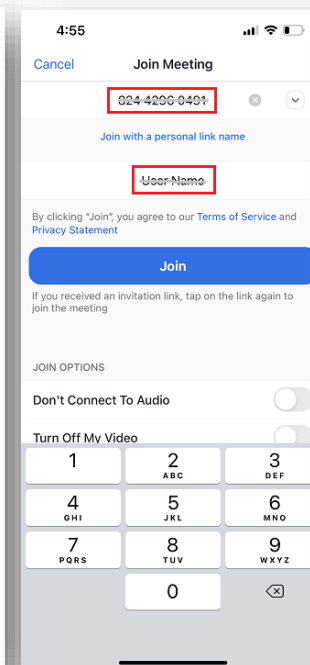 4:55
Cancel Join Meeting
824 4296 0491
Join with a personal link name
User Name
By clicking "Join", you agree to our Terms of Service and
Privacy Statement
Join
If you received an invitation link, tap on the link again to
join the meeting
JOIN OPTIONS
Don't Connect To Audio
Turn Off My Video
1 2 3
ABC DEF
4 5 6
GHI JKL MNO
7 8 9
PQRS TUV WXYZ
0